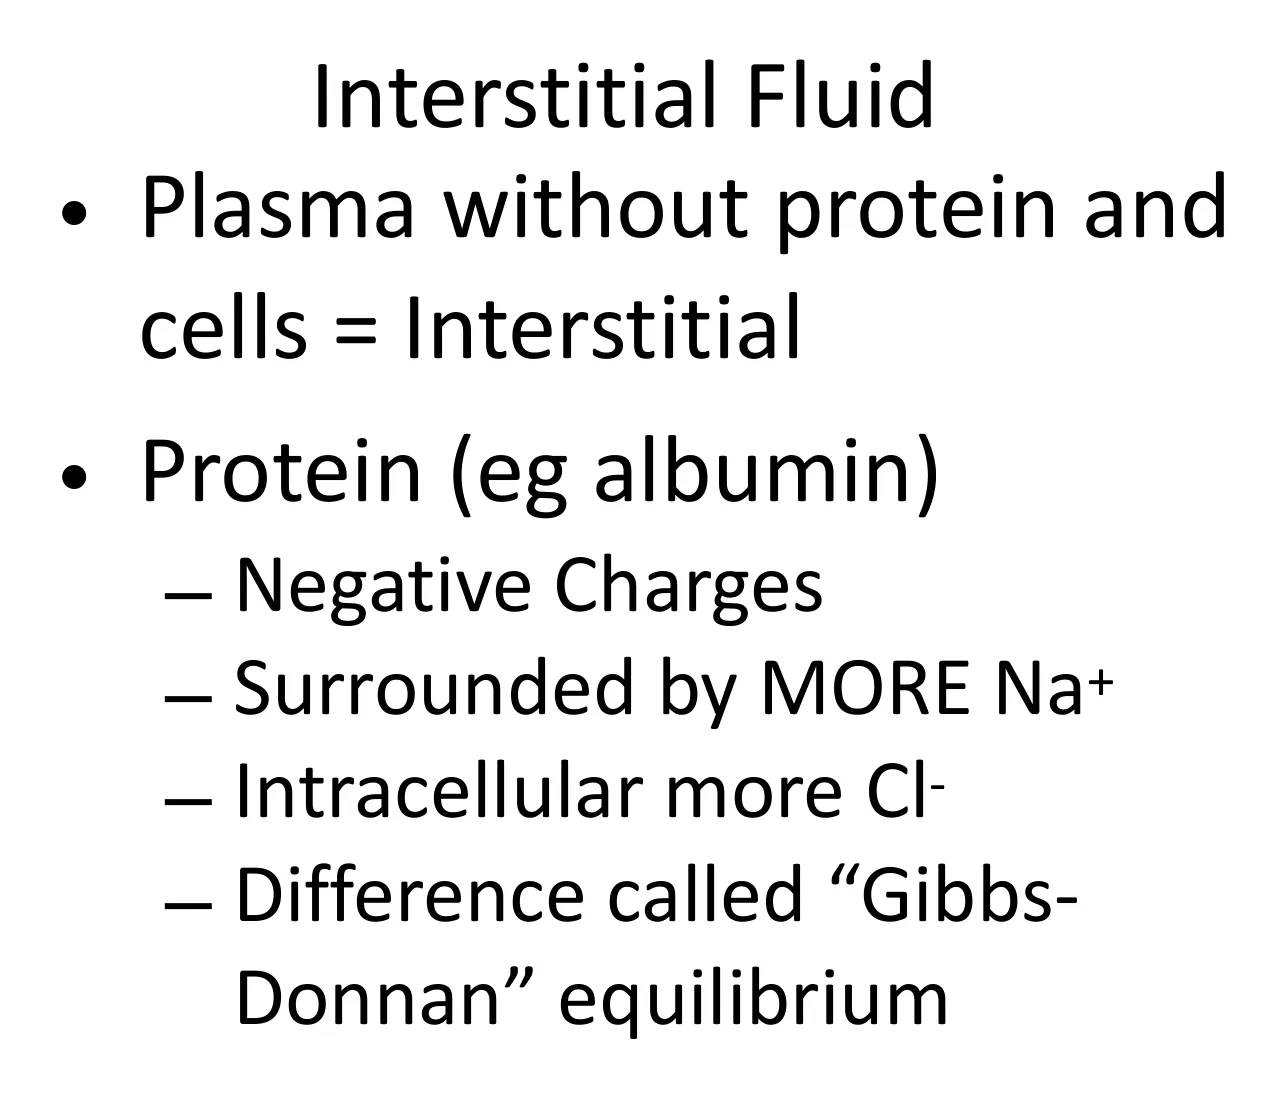 Interstitial Fluid
• Plasma without protein and
cells = Interstitial
• Protein (eg albumin)
– Negative Charges
– Surrounded by MORE Na⁺
– Intracellular more Cl⁻
– Difference called “Gibbs-
Donnan” equilibrium